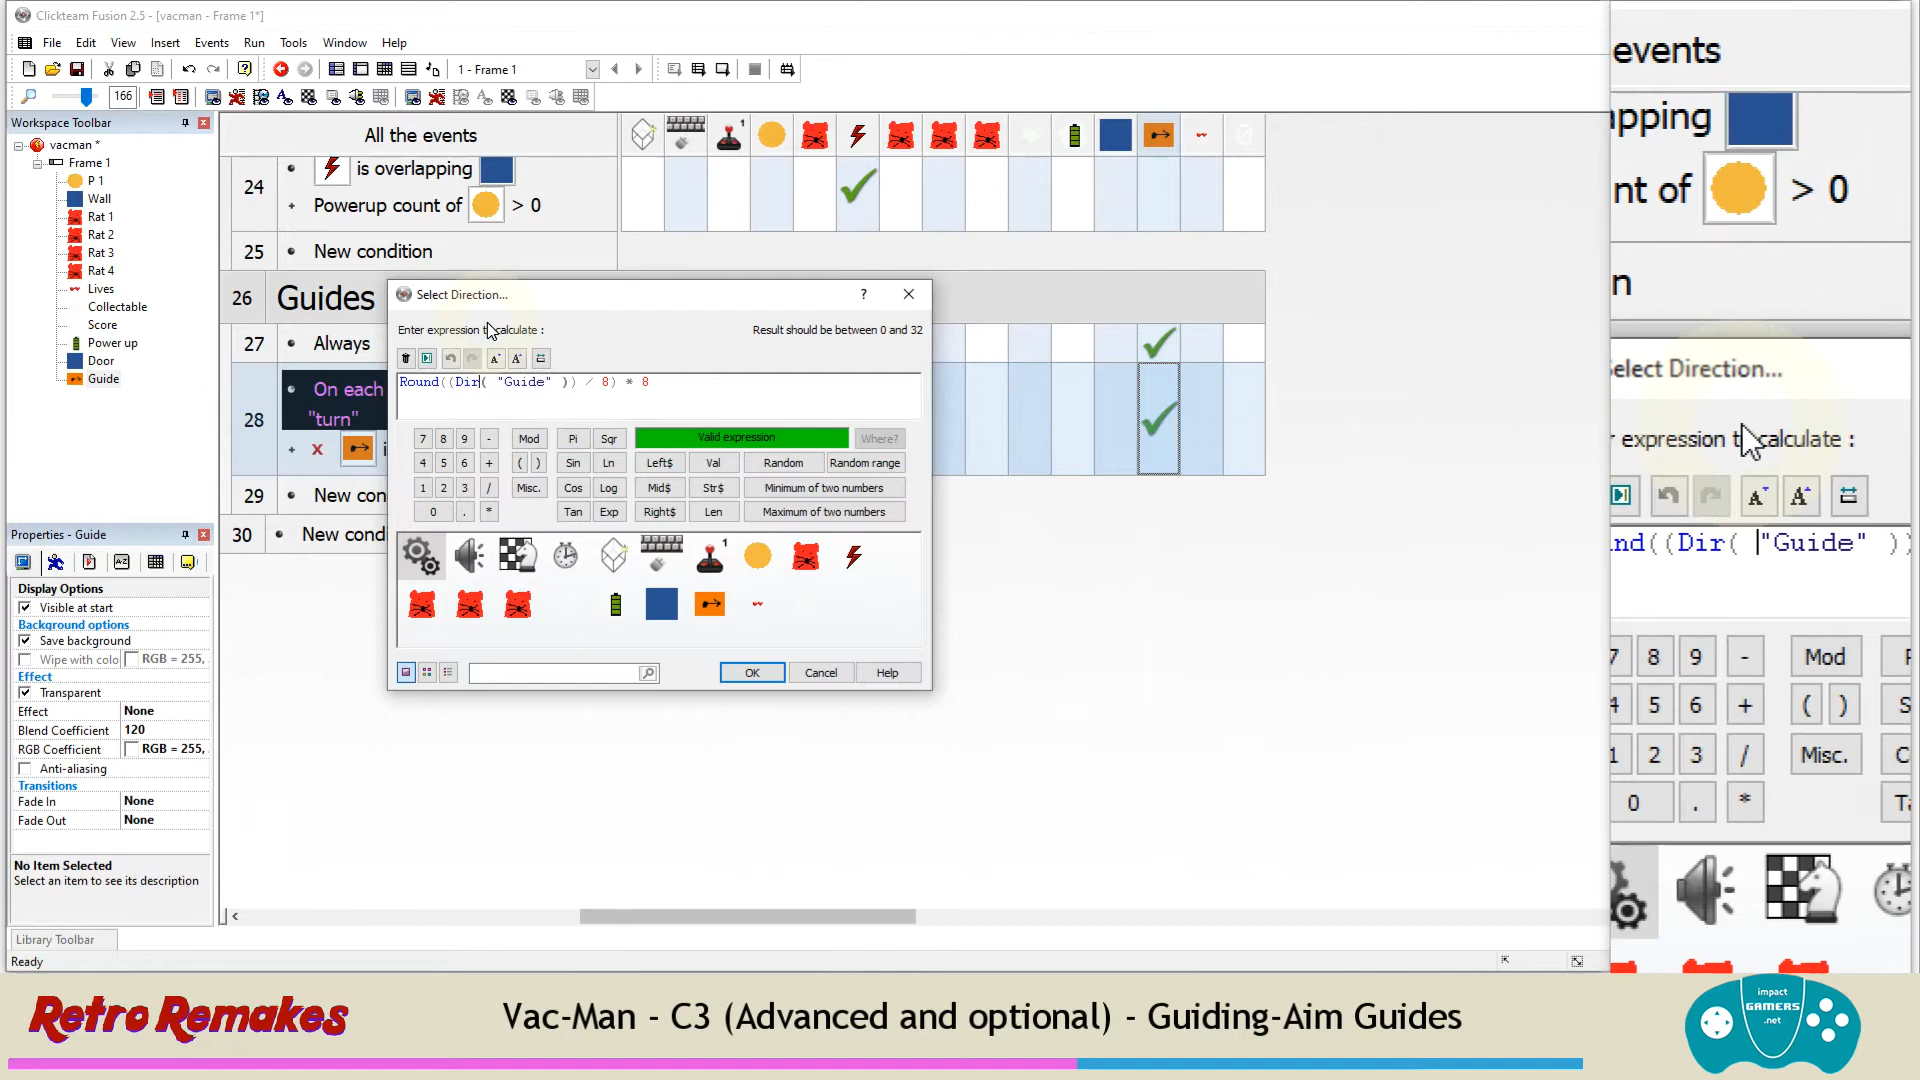 Clickteam Fusion 2.5 - [vacman - Frame 1*]
File Edit View Insert Events Run Tools Window Help
1 - Frame 1
166
Workspace Toolbar
vacman *
Frame 1
P 1
Wall
Rat 1
Rat 2
Rat 3
Rat 4
Lives
Collectable
Score
Power up
Door
Guide
Properties - Guide
Display Options
Visible at start
Background options
Save background
Wipe with colo RGB = 255,
Effect
Transparent
Effect None
Blend Coefficient 120
RGB Coefficient RGB = 255,
Anti-aliasing
Transitions
Fade In None
Fade Out None
No Item Selected
Select an item to see its description
Library Toolbar
Ready
All the events
1
24 is overlapping
+ Powerup count of > 0
25 New condition
26 Guides
27 Always
28 On each
"turn"
+ X i
29 New con
30 New condi
Select Direction...
? 
Enter expression t calculate :
Result should be between 0 and 32
Round((Dir( "Guide" )) / 8) * 8
7 8 9 - Mod Pi Sqr Valid expression Where?
4 5 6 + ( ) Sin Ln Left$ Val Random Random range
1 2 3 / Misc. Cos Log Mid$ Str$ Minimum of two numbers
0 . * Tan Exp Right$ Len Maximum of two numbers
1
OK Cancel Help
events
pping
nt of > 0
n
elect Direction...
r expression t calculate :
nd((Dir( "Guide" ))
7 8 9 - Mod
4 5 6 + ( ) S
1 2 3 / Misc. C
0 . * Ta
Retro Remakes
Vac-Man - C3 (Advanced and optional) - Guiding-Aim Guides
impact
GAMERS
.net